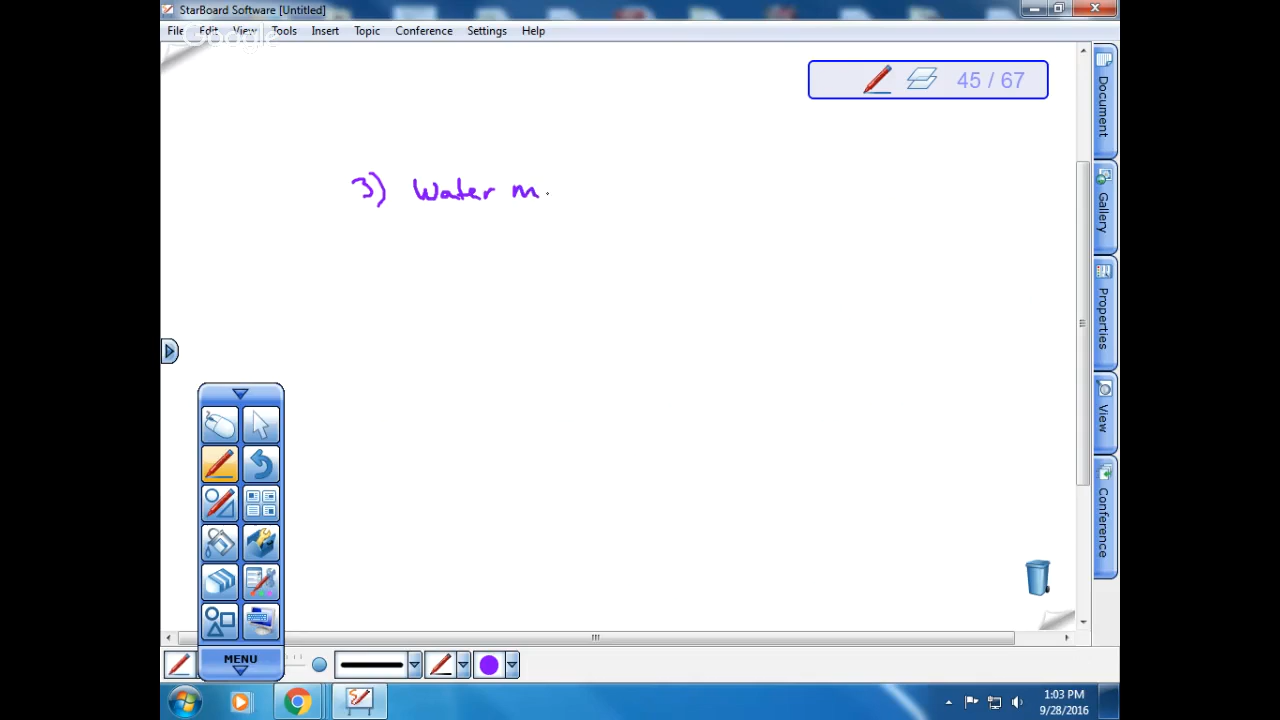 StarBoard Software [Untitled]
File Edit View Tools Insert Topic Conference Settings Help
Google
45 / 67
3) Water m
Document
Gallery
Properties
View
Conference
MENU
1:03 PM
9/28/2016